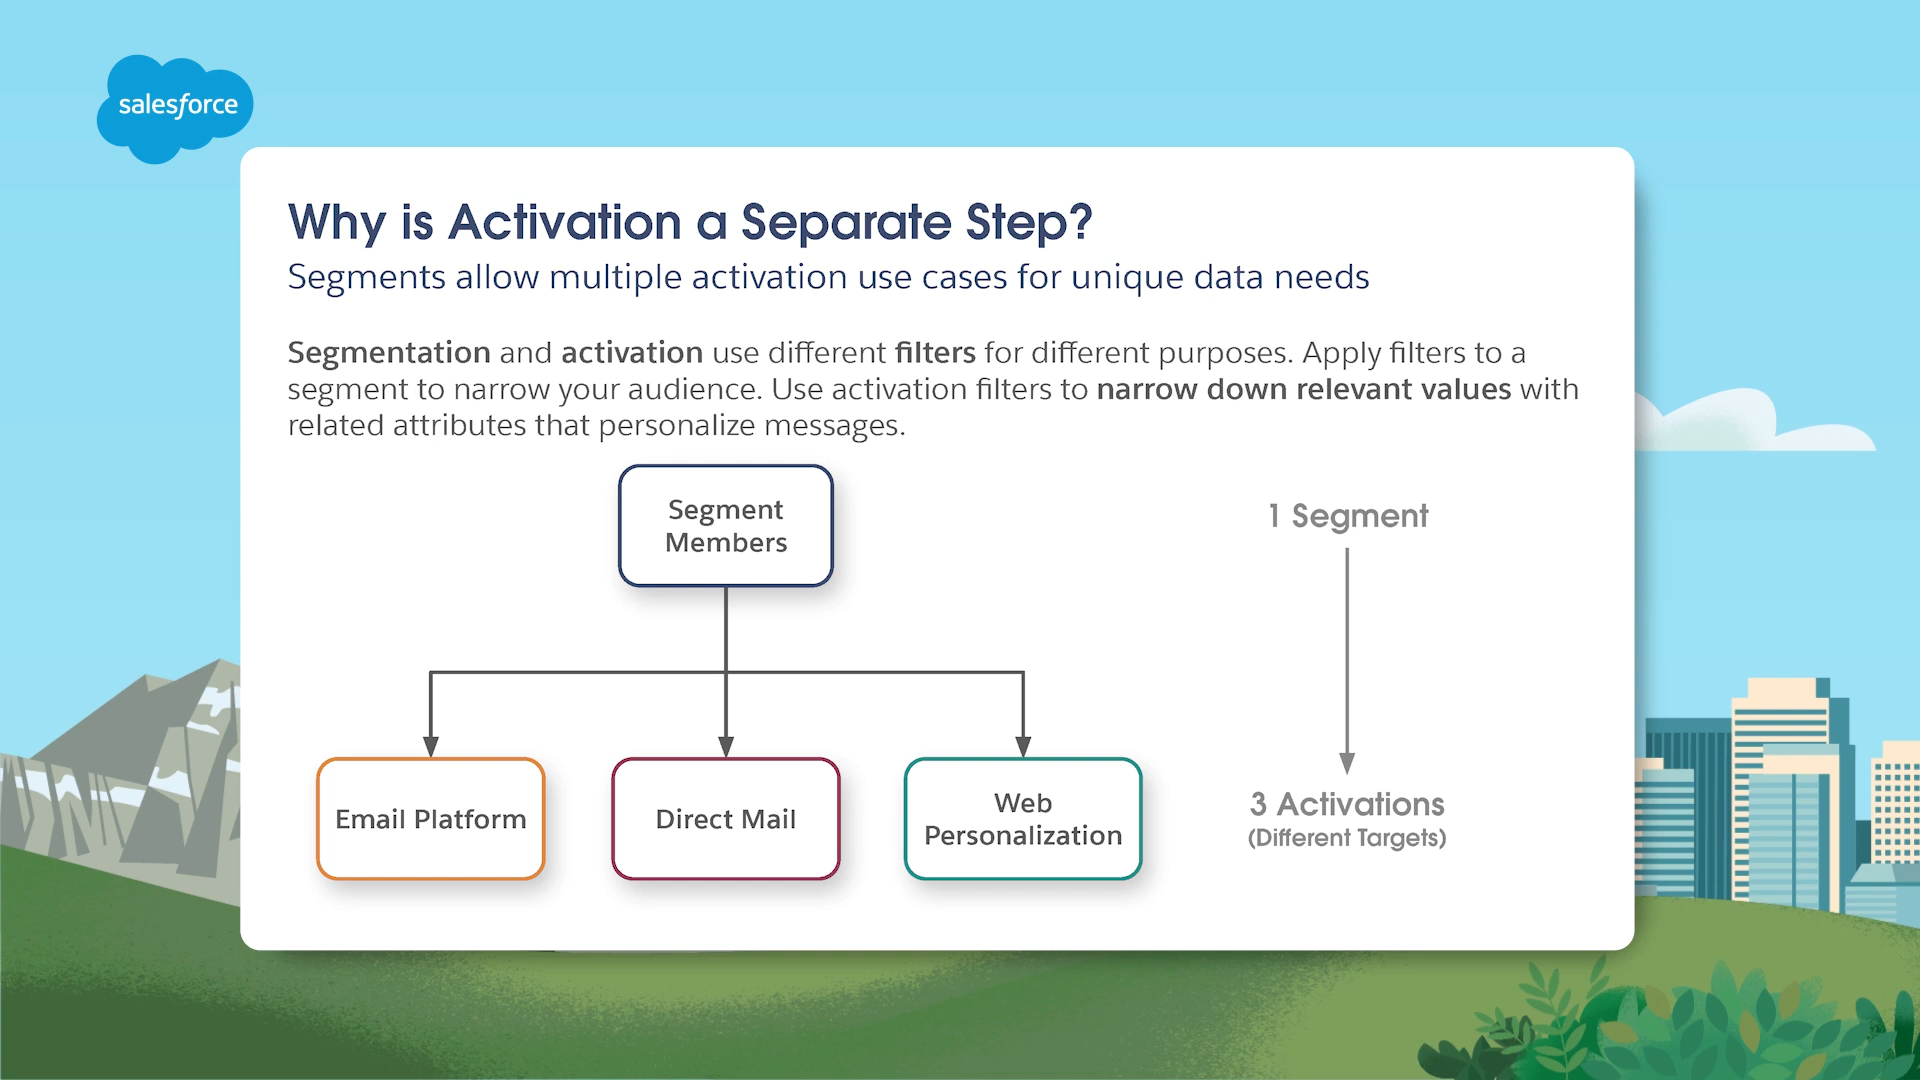 salesforce
Why is Activation a Separate Step?
Segments allow multiple activation use cases for unique data needs
Segmentation and activation use different filters for different purposes. Apply filters to a
segment to narrow your audience. Use activation filters to narrow down relevant values with
related attributes that personalize messages.
Segment
Members
1 Segment
Email Platform
Direct Mail
Web
Personalization
3 Activations
(Different Targets)